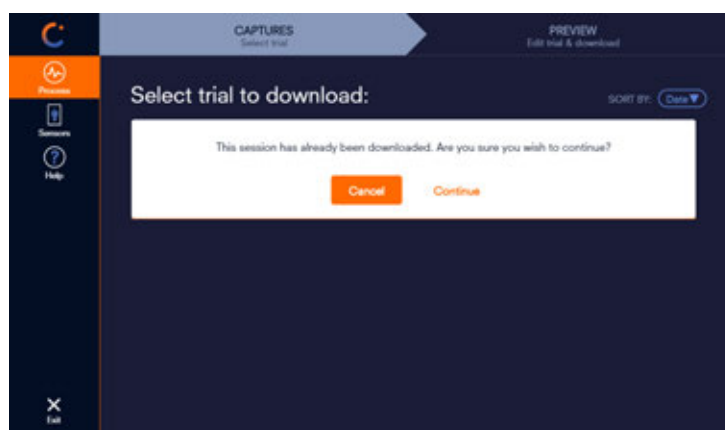 CAPTURES
Select trial
PREVIEW
Edit trial & download
Process
Sensors
Help
Exit
Select trial to download:
SORT BY: Date▼
This session has already been downloaded. Are you sure you wish to continue?
Cancel
Continue